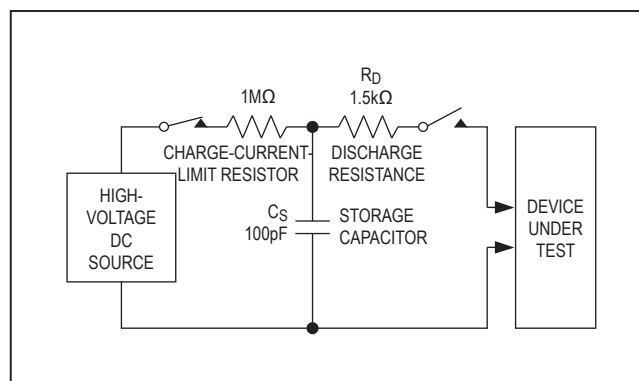 R_D
1MΩ
1.5kΩ
CHARGE-CURRENT-
LIMIT RESISTOR
DISCHARGE
RESISTANCE
HIGH-
VOLTAGE
DC
SOURCE
C_S
100pF
STORAGE
CAPACITOR
DEVICE
UNDER
TEST